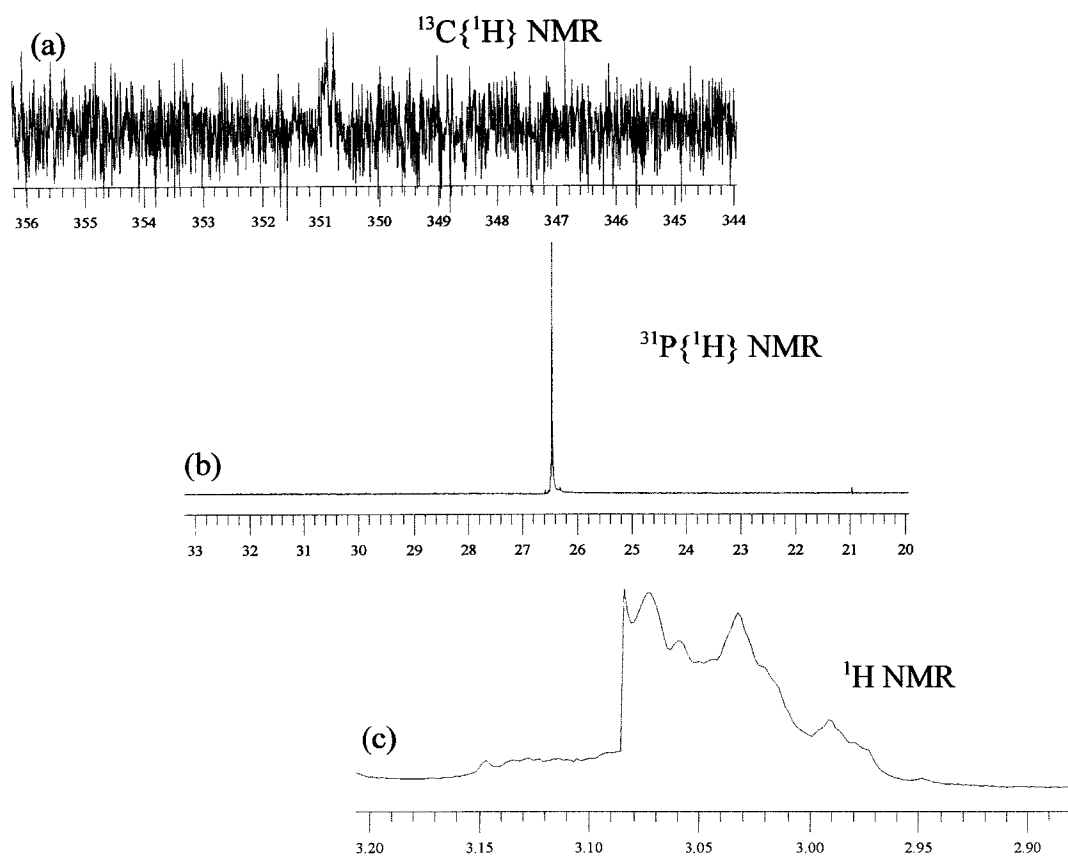 (a)
¹³C{¹H} NMR
356 355 354 353 352 351 350 349 348 347 346 345 344
³¹P{¹H} NMR
(b)
33 32 31 30 29 28 27 26 25 24 23 22 21 20
¹H NMR
(c)
3.20 3.15 3.10 3.05 3.00 2.95 2.90